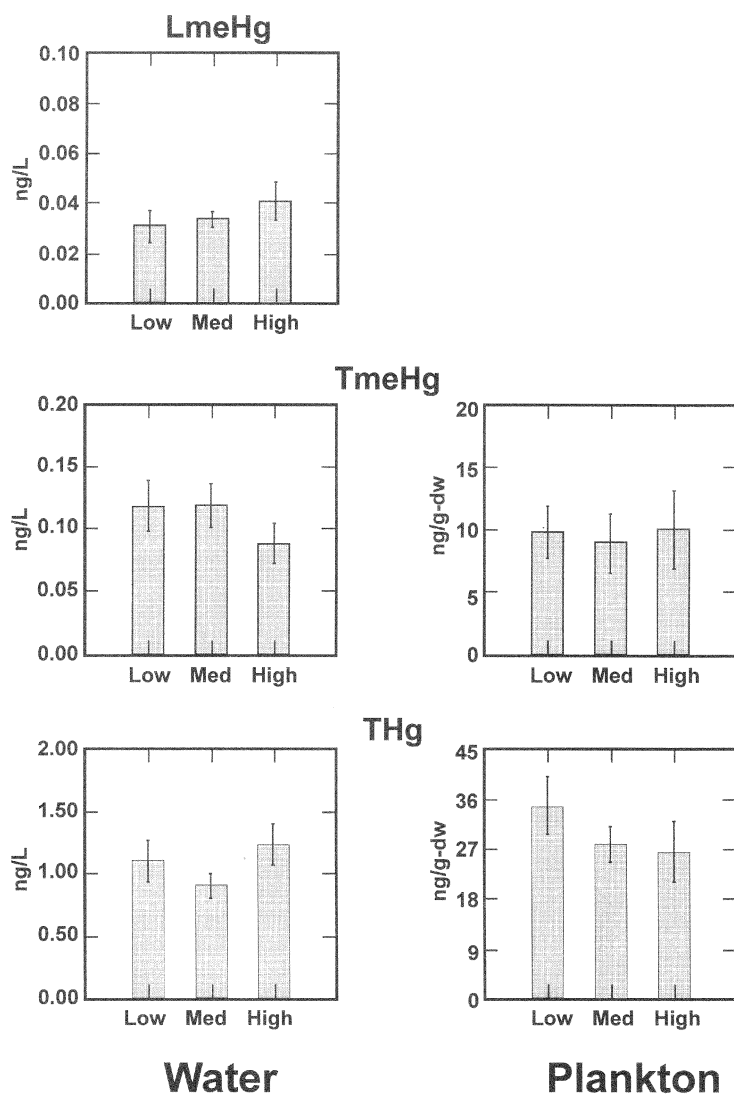 LmeHg
0.10
0.08
0.06
0.04
0.02
0.00
ng/L
Low Med High
TmeHg
0.20
0.15
0.10
0.05
0.00
ng/L
Low Med High
20
15
10
5
0
ng/g-dw
Low Med High
THg
2.00
1.50
1.00
0.50
0.00
ng/L
Low Med High
45
36
27
18
9
0
ng/g-dw
Low Med High
Water
Plankton